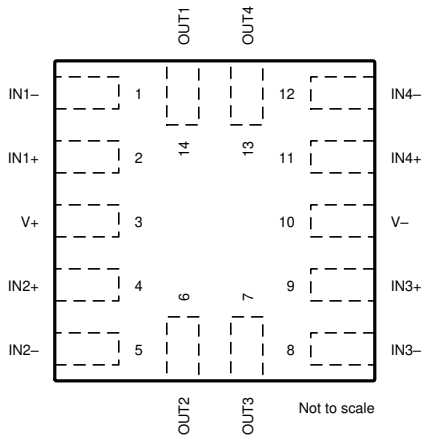 OUT1 OUT4
IN1– 1 12 IN4–
14 13
IN1+ 2 11 IN4+
V+ 3 10 V–
IN2+ 4 9 IN3+
6 7
IN2– 5 8 IN3–
OUT2 OUT3
Not to scale